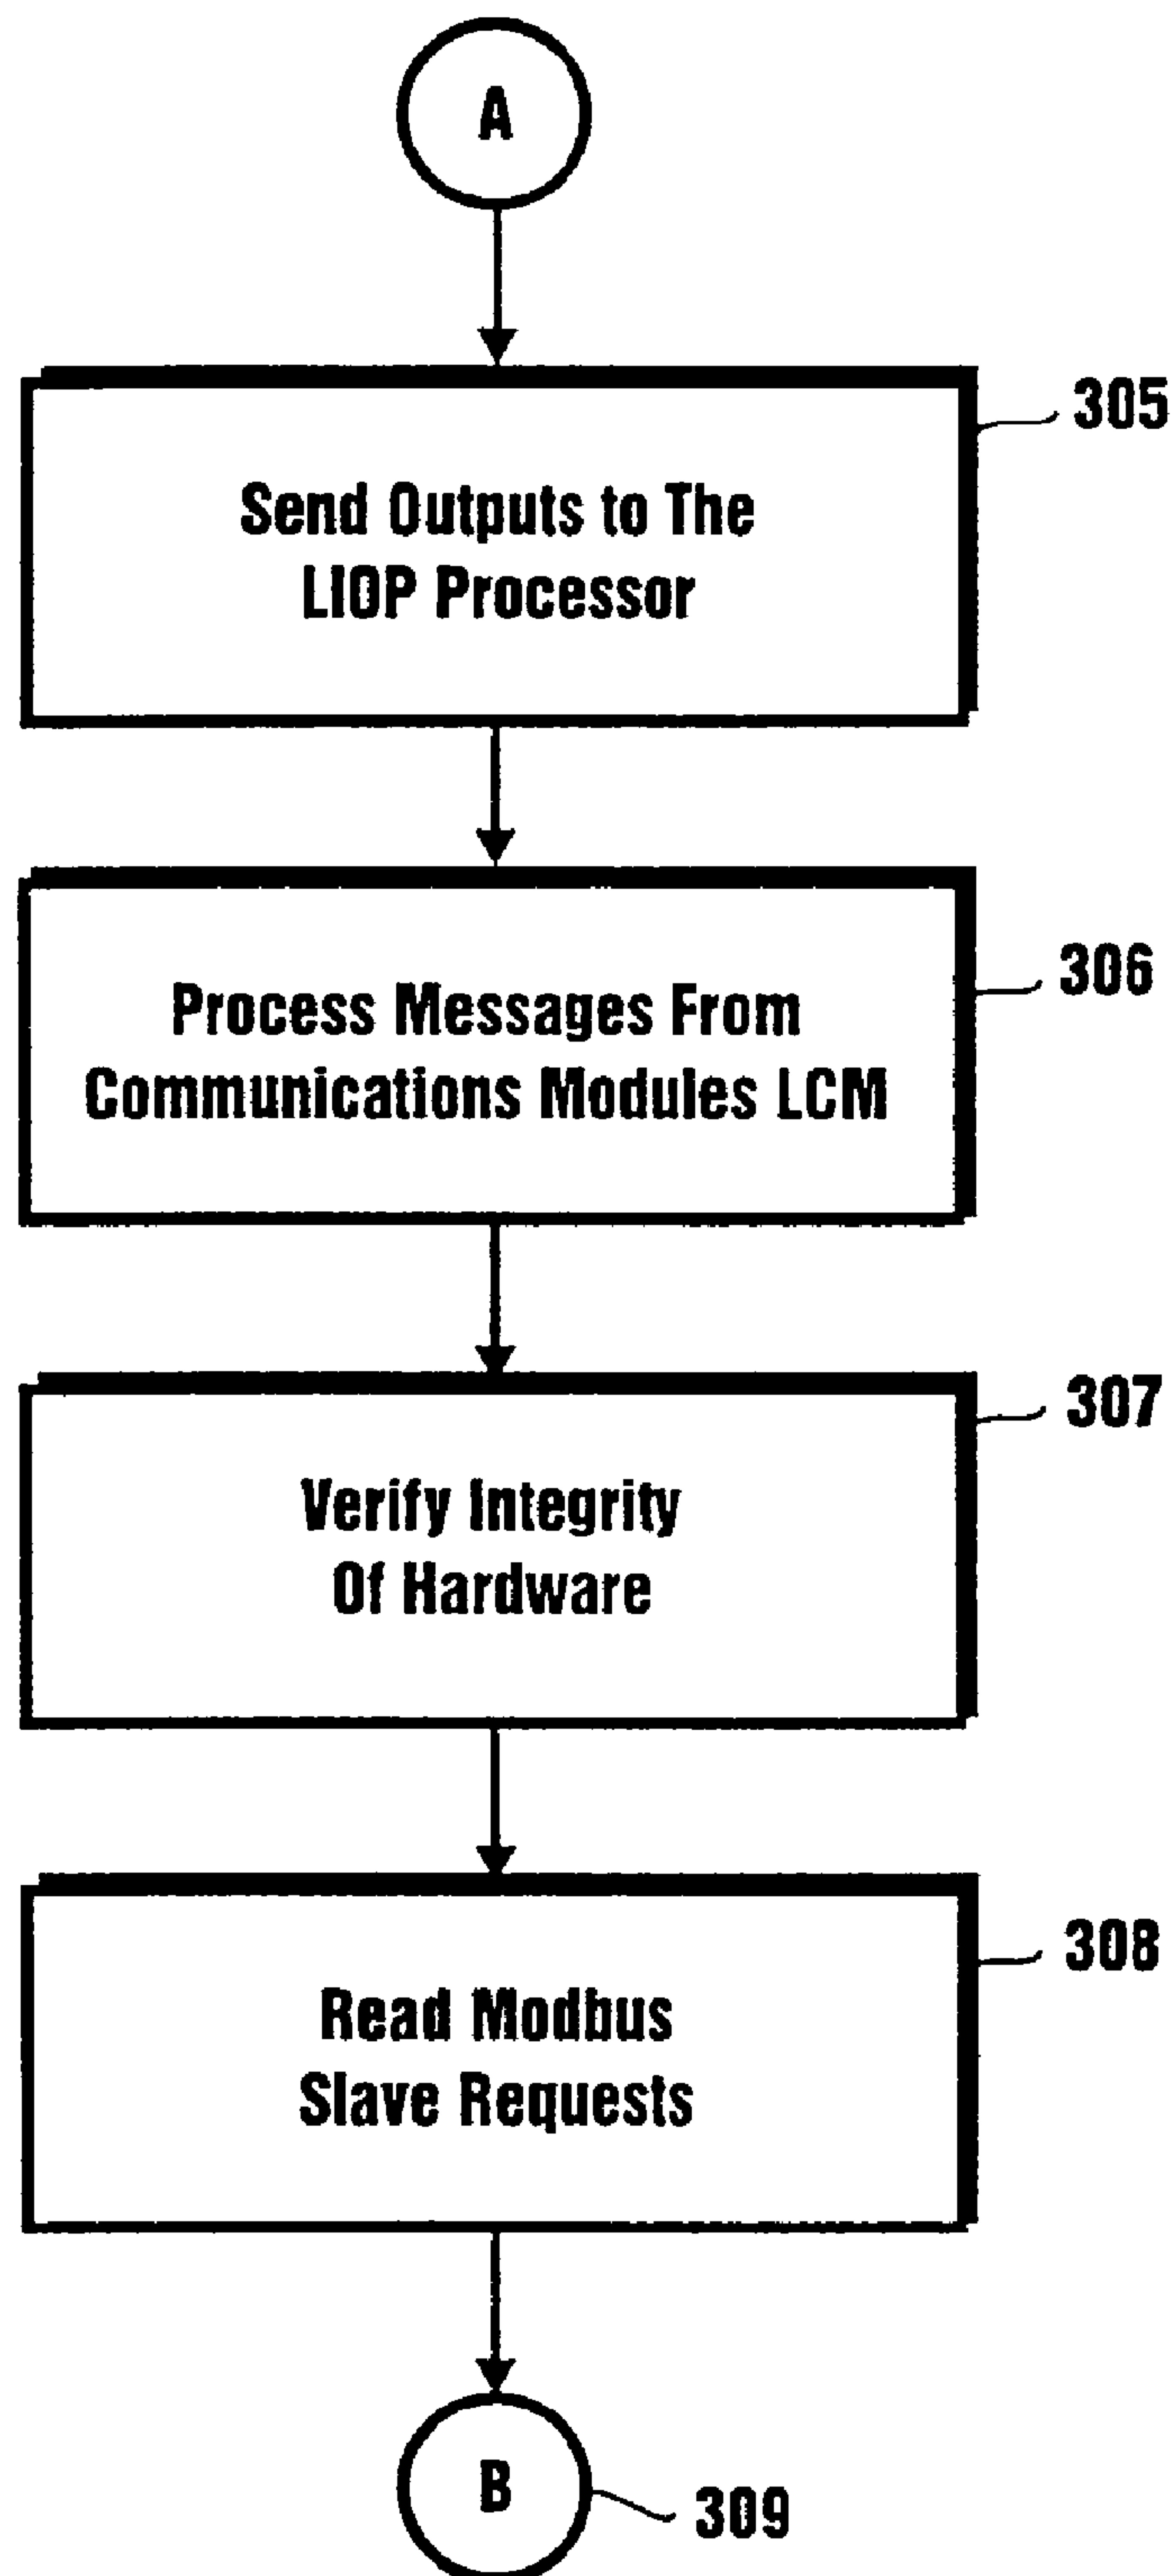 A
305
Send Outputs to The
LIOP Processor
306
Process Messages From
Communications Modules LCM
307
Verify Integrity
Of Hardware
308
Read Modbus
Slave Requests
B
309